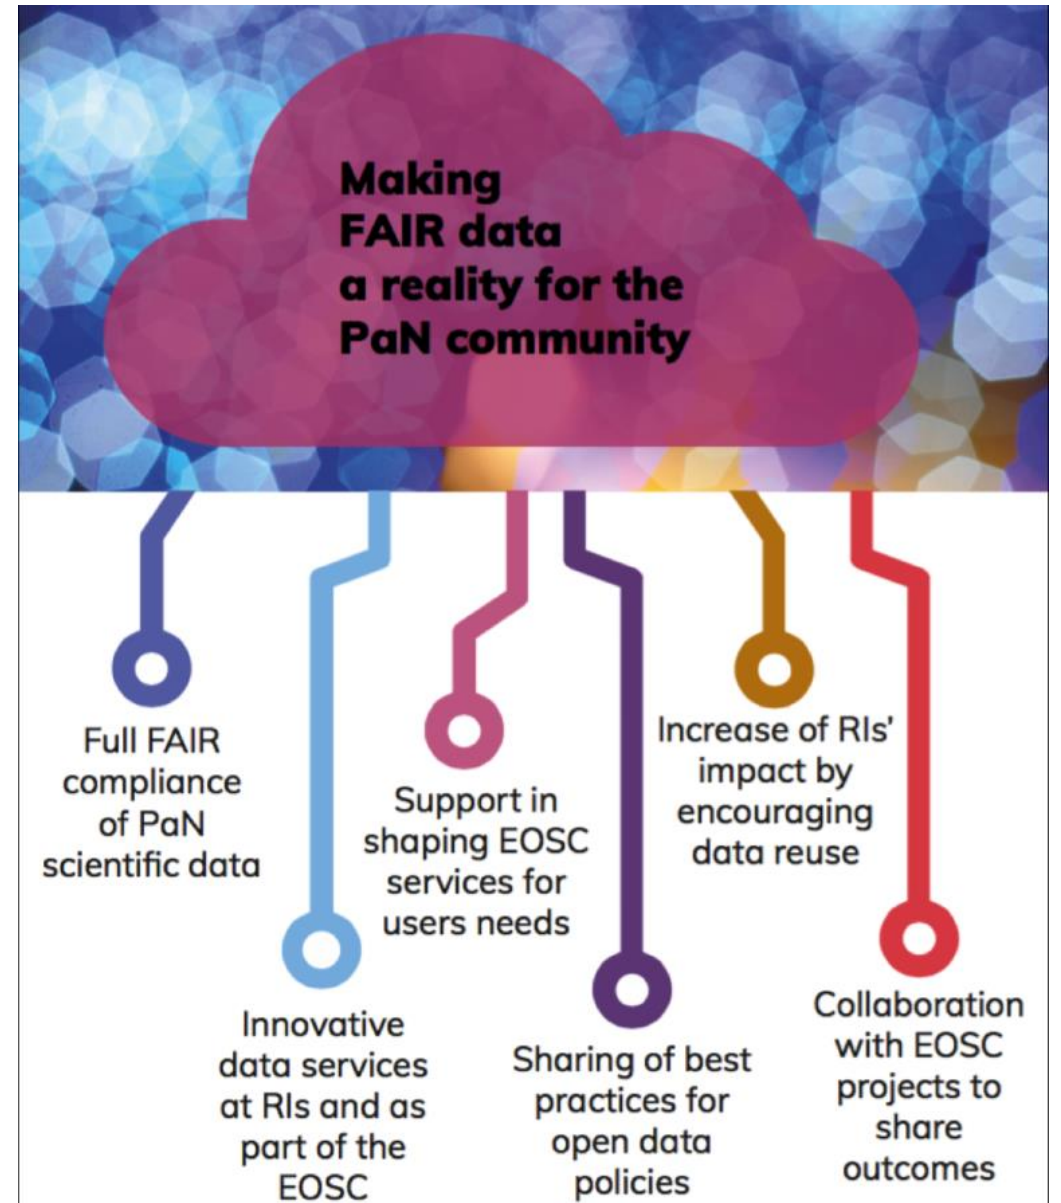 Making
FAIR data
a reality for the
PaN community
Full FAIR
compliance
of PaN
scientific data
Innovative
data services
at RIs and as
part of the
EOSC
Support in
shaping EOSC
services for
users needs
Sharing of best
practices for
open data
policies
Increase of RIs’
impact by
encouraging
data reuse
Collaboration
with EOSC
projects to
share
outcomes